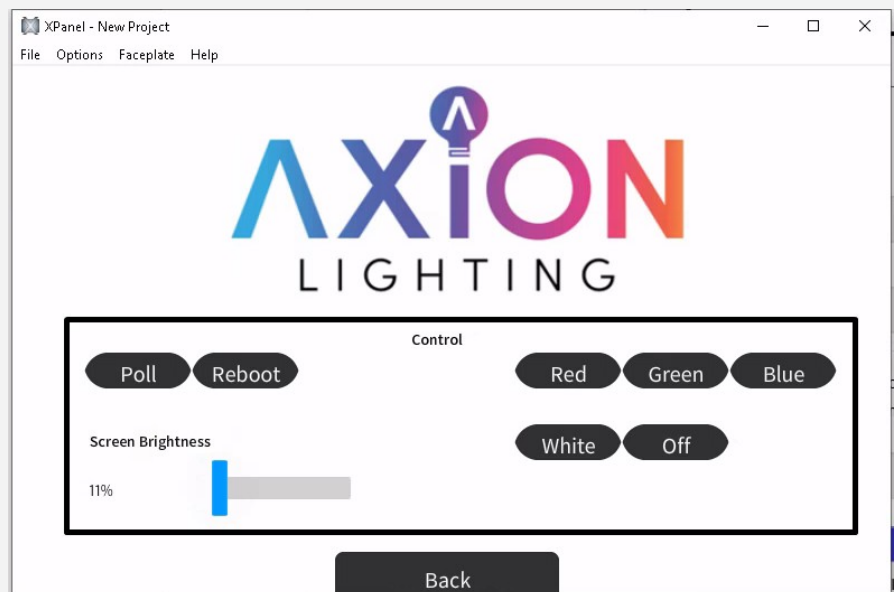 XPanel - New Project
File Options Faceplate Help
AXION
LIGHTING
Control
Poll Reboot Red Green Blue
Screen Brightness White Off
11%
Back